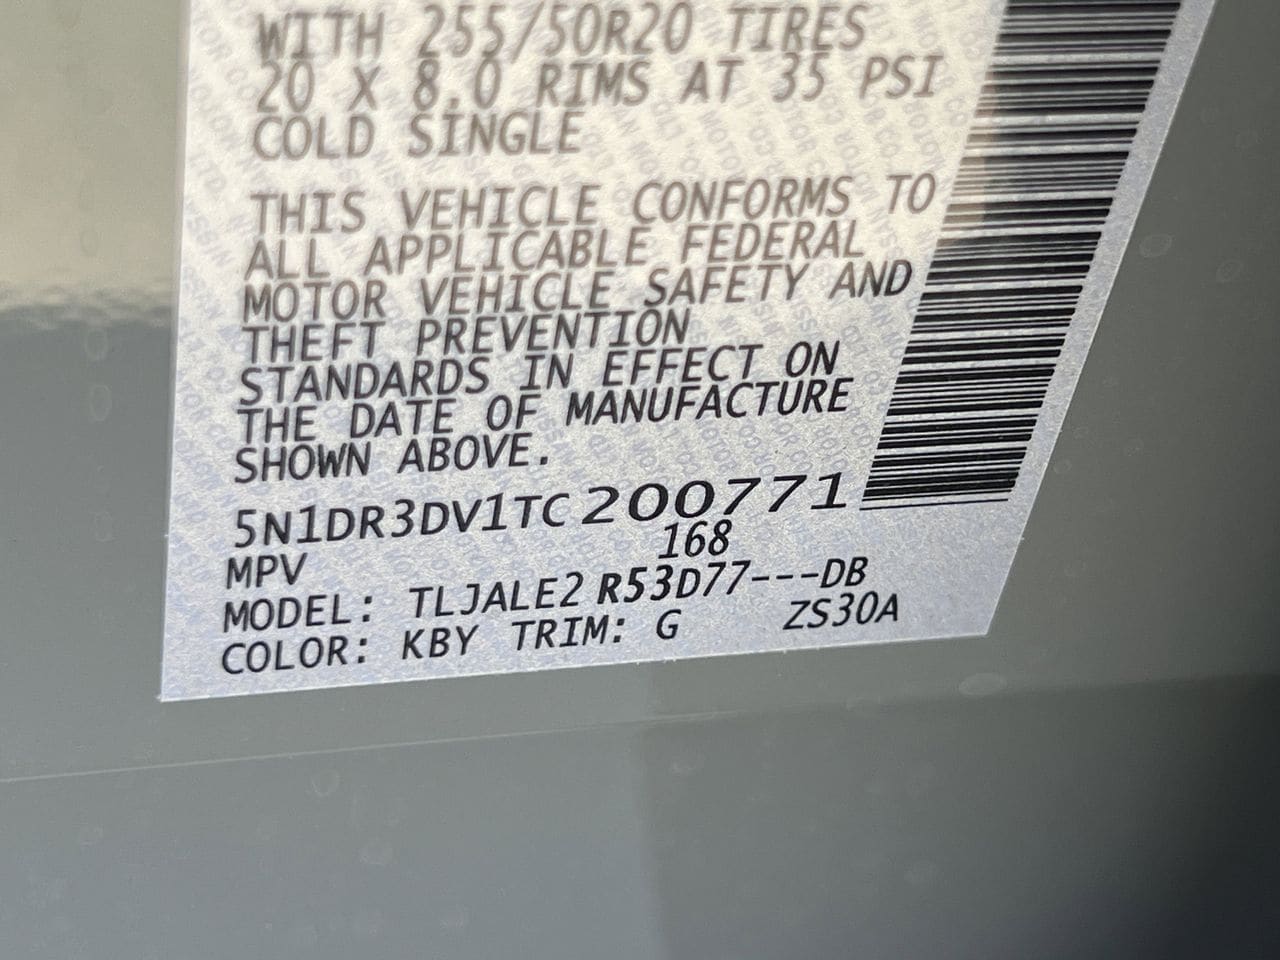 WITH 255/50R20 TIRES
20 X 8.0 RIMS AT 35 PSI
COLD SINGLE
THIS VEHICLE CONFORMS TO
ALL APPLICABLE FEDERAL
MOTOR VEHICLE SAFETY AND
THEFT PREVENTION
STANDARDS IN EFFECT ON
THE DATE OF MANUFACTURE
SHOWN ABOVE.
5N1DR3DV1TC200771
MPV 168
MODEL: TLJALE2 R53D77---DB
COLOR: KBY TRIM: G ZS30A